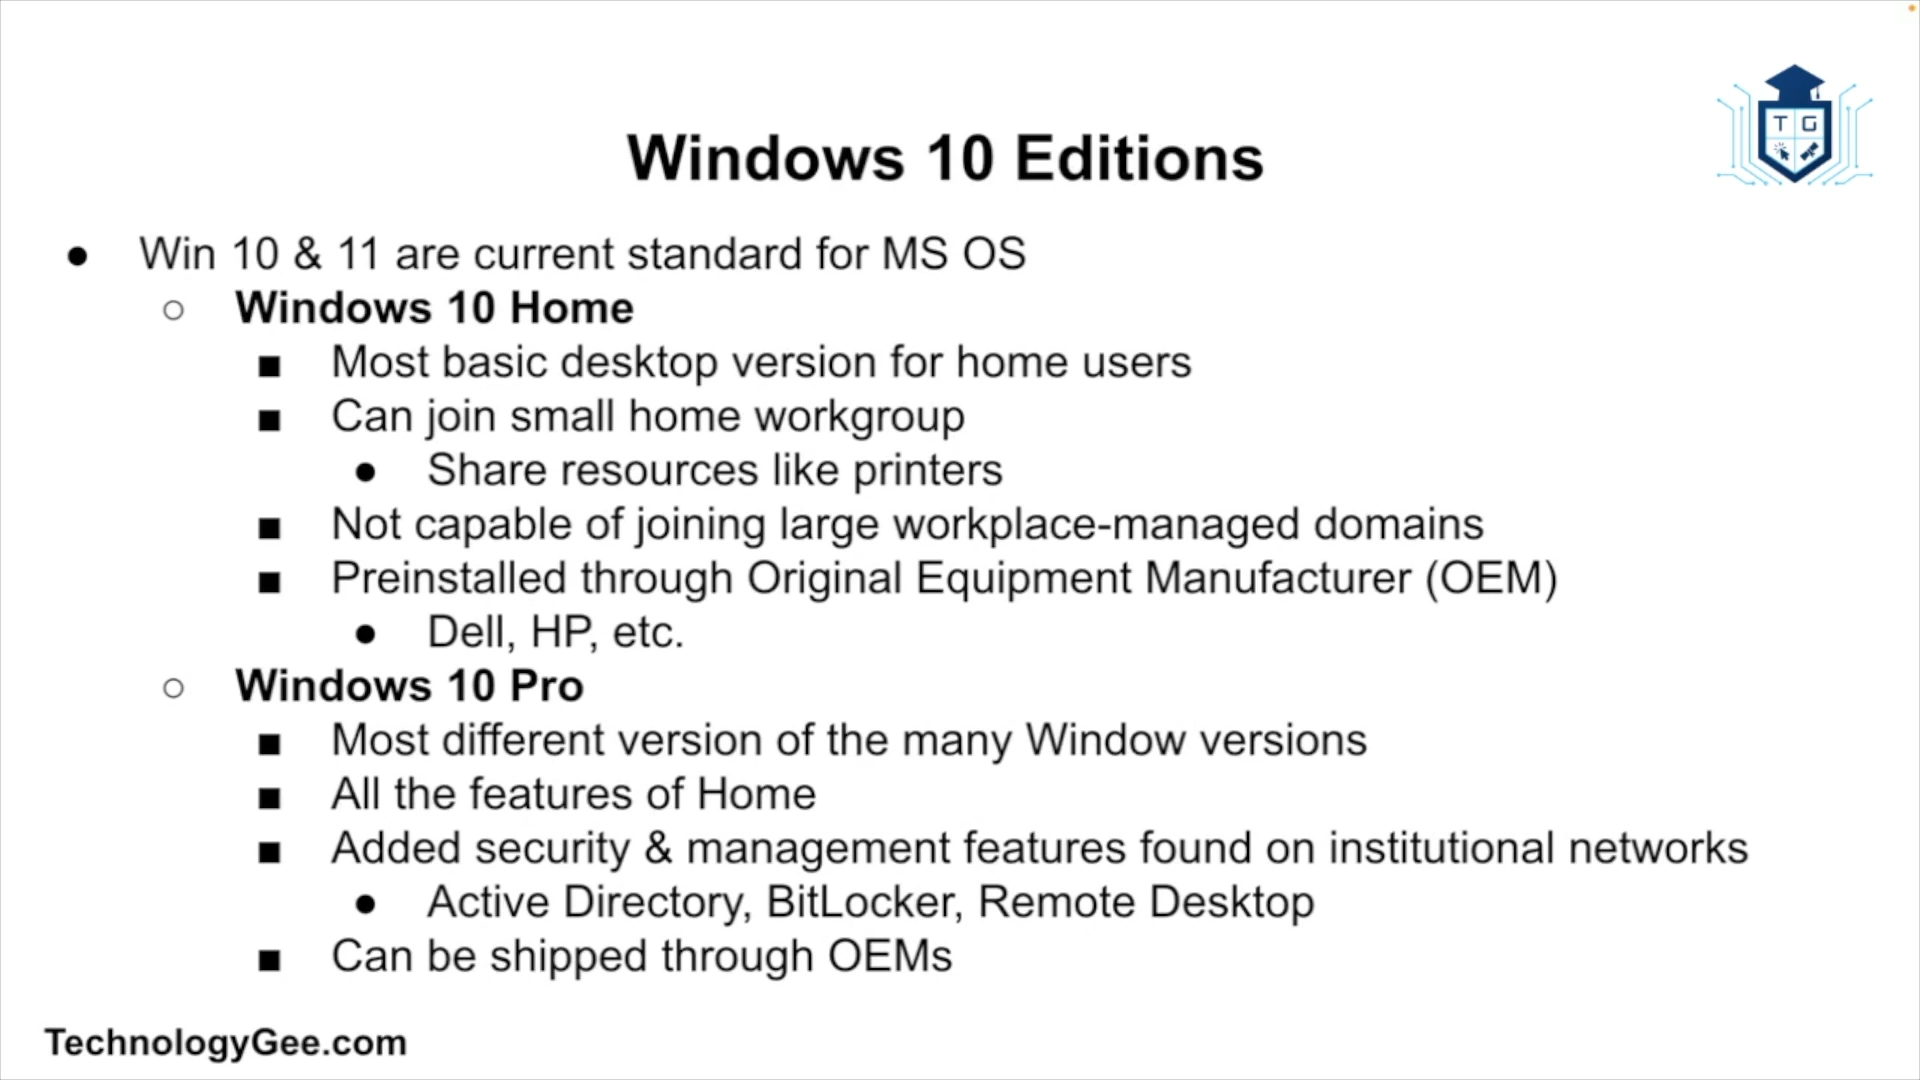 T G
Windows 10 Editions
● Win 10 & 11 are current standard for MS OS
○ Windows 10 Home
■ Most basic desktop version for home users
■ Can join small home workgroup
● Share resources like printers
■ Not capable of joining large workplace-managed domains
■ Preinstalled through Original Equipment Manufacturer (OEM)
● Dell, HP, etc.
○ Windows 10 Pro
■ Most different version of the many Window versions
■ All the features of Home
■ Added security & management features found on institutional networks
● Active Directory, BitLocker, Remote Desktop
■ Can be shipped through OEMs
TechnologyGee.com